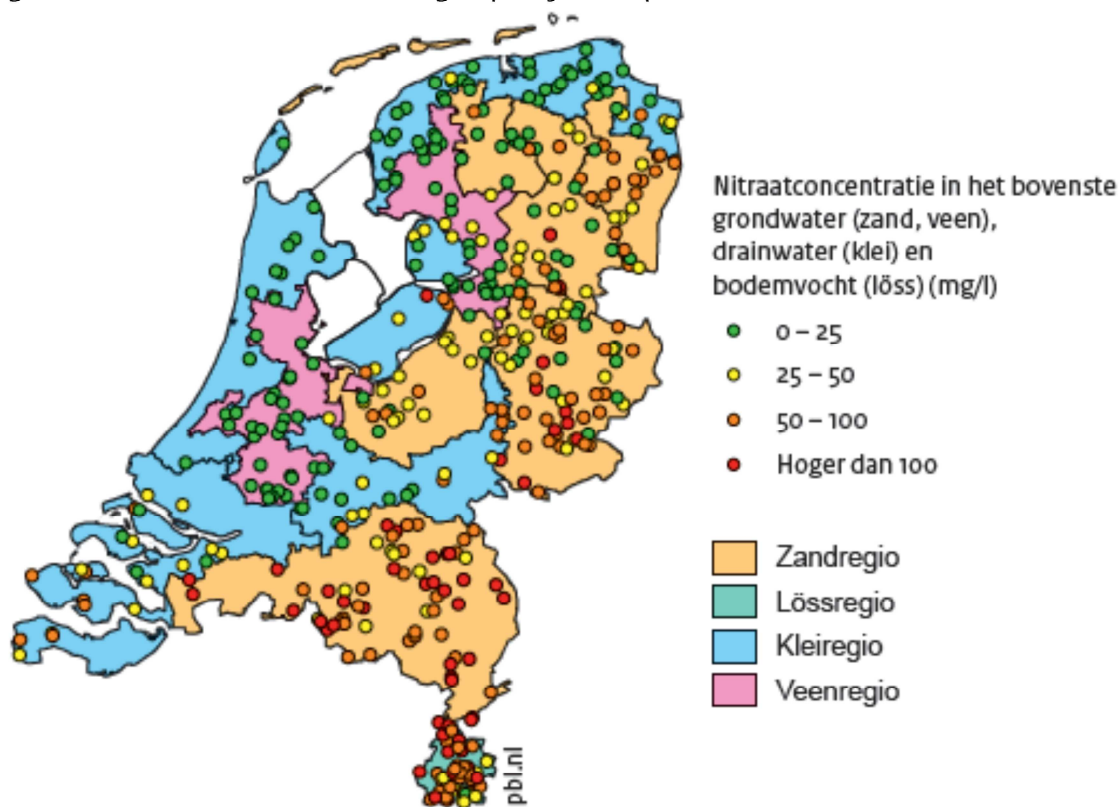 Nitraatconcentratie in het bovenste
grondwater (zand, veen),
drainwater (klei) en
bodemvocht (löss) (mg/l)
0 – 25
25 – 50
50 – 100
Hoger dan 100
Zandregio
Lössregio
Kleiregio
Veenregio
pbl.nl